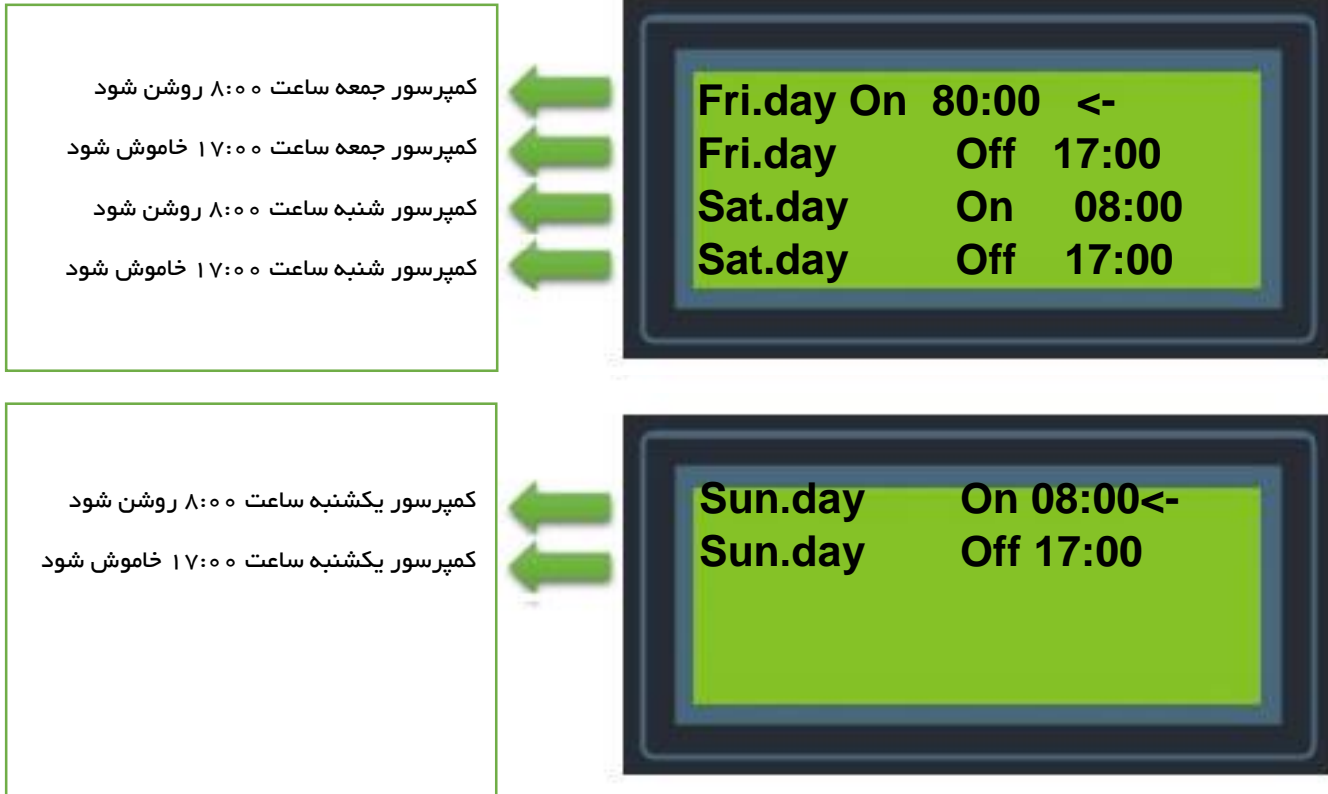 کمپرسور جمعه ساعت ۸:۰۰ روشن شود
کمپرسور جمعه ساعت ۱۷:۰۰ خاموش شود
کمپرسور شنبه ساعت ۸:۰۰ روشن شود
کمپرسور شنبه ساعت ۱۷:۰۰ خاموش شود
Fri.day On 80:00 <-
Fri.day Off 17:00
Sat.day On 08:00
Sat.day Off 17:00
کمپرسور یکشنبه ساعت ۸:۰۰ روشن شود
کمپرسور یکشنبه ساعت ۱۷:۰۰ خاموش شود
Sun.day On 08:00<-
Sun.day Off 17:00